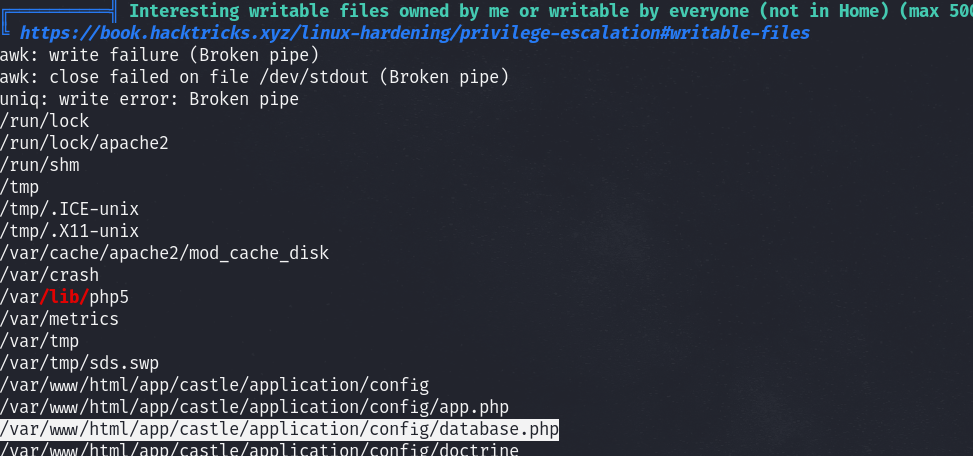 Interesting writable files owned by me or writable by everyone (not in Home) (max 500
https://book.hacktricks.xyz/linux-hardening/privilege-escalation#writable-files
awk: write failure (Broken pipe)
awk: close failed on file /dev/stdout (Broken pipe)
uniq: write error: Broken pipe
/run/lock
/run/lock/apache2
/run/shm
/tmp
/tmp/.ICE-unix
/tmp/.X11-unix
/var/cache/apache2/mod_cache_disk
/var/crash
/var/lib/php5
/var/metrics
/var/tmp
/var/tmp/sds.swp
/var/www/html/app/castle/application/config
/var/www/html/app/castle/application/config/app.php
/var/www/html/app/castle/application/config/database.php
/var/www/html/app/castle/application/config/doctrine